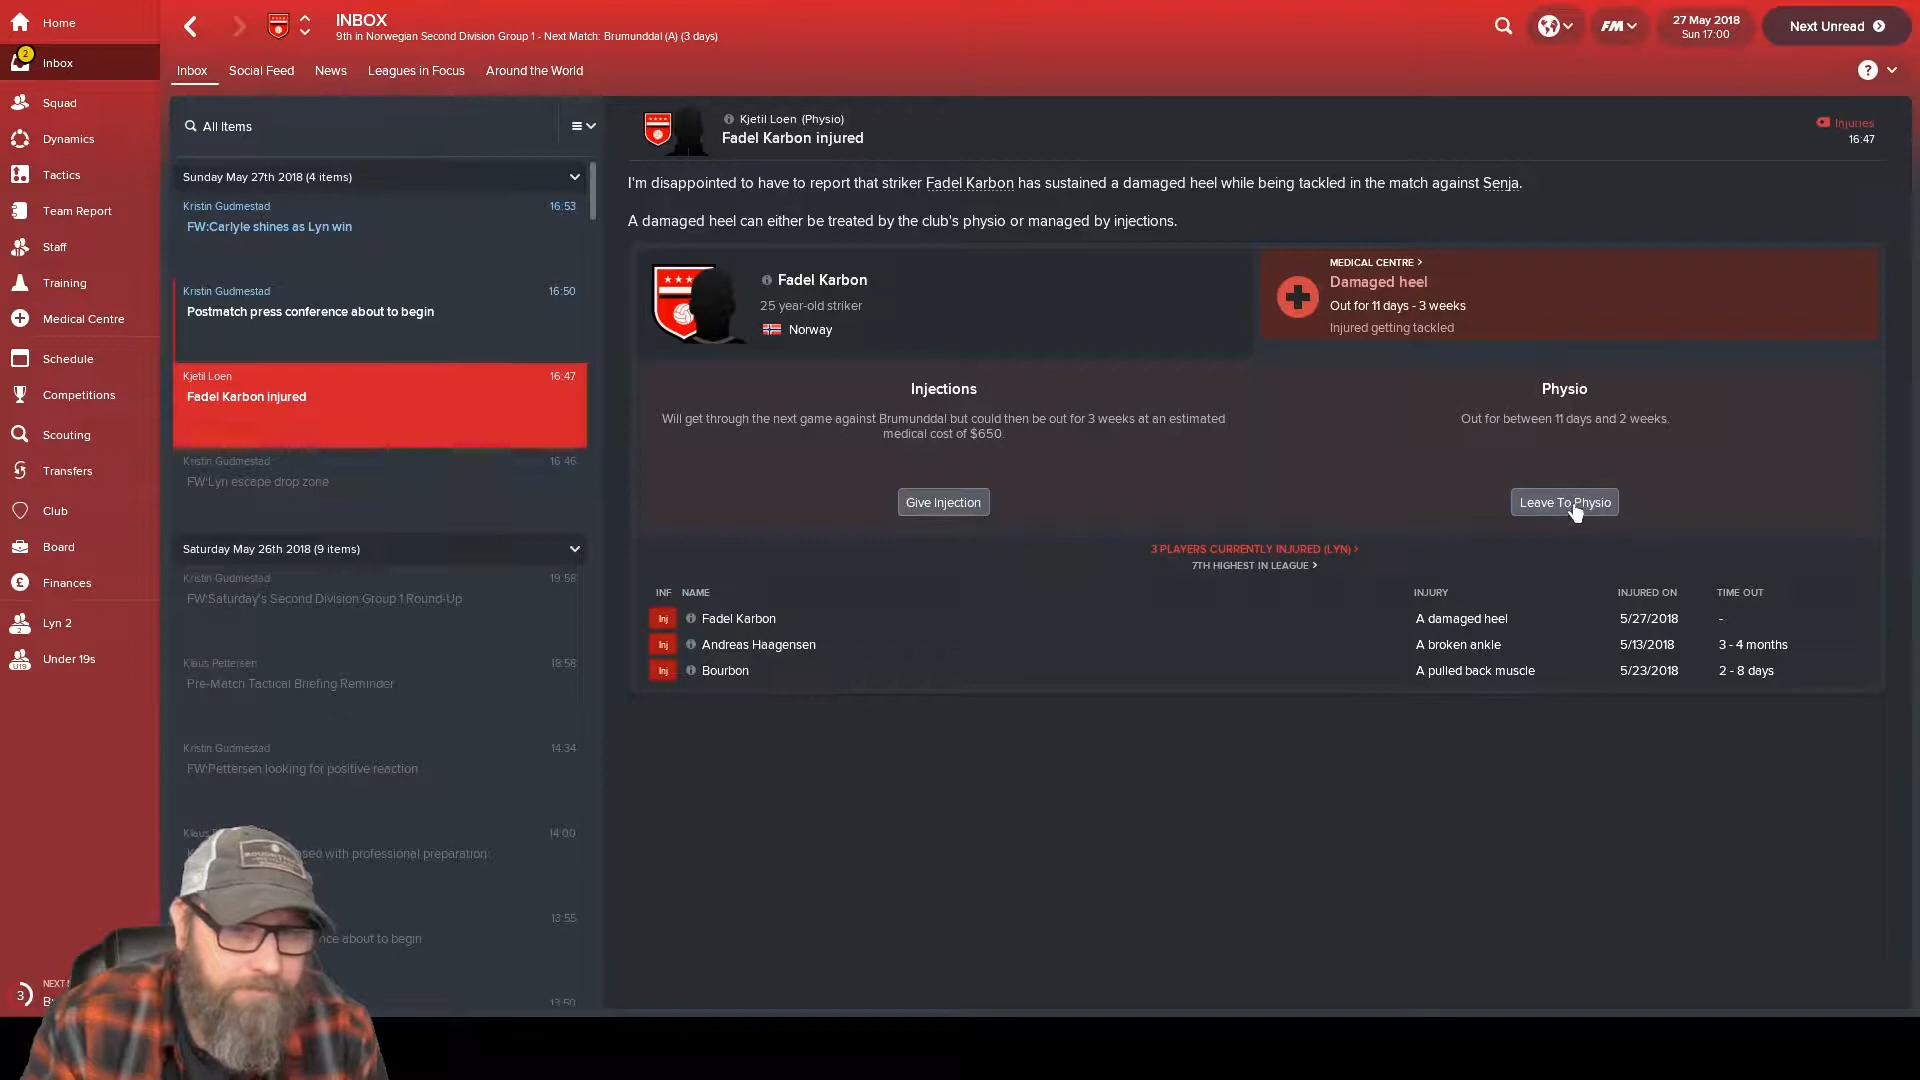 Home
2
Inbox
Squad
Dynamics
Tactics
Team Report
Staff
Training
Medical Centre
Schedule
Competitions
Scouting
Transfers
Club
Board
Finances
Lyn 2
2
Under 19s
U19
3
INBOX
9th in Norwegian Second Division Group 1 - Next Match: Brumunddal (A) (3 days)
FM
27 May 2018
Sun 17:00
Next Unread
Inbox Social Feed News Leagues in Focus Around the World
?
All Items
Sunday May 27th 2018 (4 items)
Kristin Gudmestad 16:53
FW:Carlyle shines as Lyn win
Kristin Gudmestad 16:50
Postmatch press conference about to begin
Kjetil Loen 16:47
Fadel Karbon injured
Kristin Gudmestad 16:46
FW:Lyn escape drop zone
Saturday May 26th 2018 (9 items)
Kristin Gudmestad 19:58
FW:Saturday's Second Division Group 1 Round-Up
Klaus Pettersen 18:58
Pre-Match Tactical Briefing Reminder
Kristin Gudmestad 14:34
FW:Pettersen looking for positive reaction
14:00
with professional preparation
13:55
about to begin
13:50
Kjetil Loen (Physio)
Fadel Karbon injured
Injuries
16:47
I'm disappointed to have to report that striker Fadel Karbon has sustained a damaged heel while being tackled in the match against Senja.
A damaged heel can either be treated by the club's physio or managed by injections.
Fadel Karbon
25 year-old striker
Norway
MEDICAL CENTRE >
Damaged heel
Out for 11 days - 3 weeks
Injured getting tackled
Injections
Will get through the next game against Brumunddal but could then be out for 3 weeks at an estimated
medical cost of $650.
Give Injection
Physio
Out for between 11 days and 2 weeks.
Leave To Physio
3 PLAYERS CURRENTLY INJURED (LYN) >
7TH HIGHEST IN LEAGUE >
INF NAME INJURY INJURED ON TIME OUT
Inj Fadel Karbon A damaged heel 5/27/2018 -
Inj Andreas Haagensen A broken ankle 5/13/2018 3 - 4 months
Inj Bourbon A pulled back muscle 5/23/2018 2 - 8 days